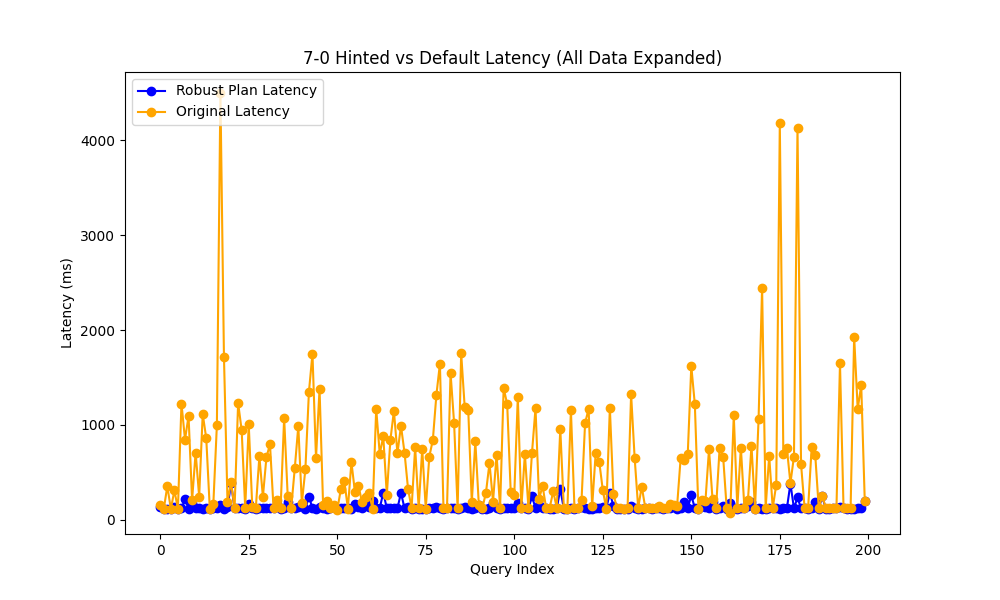 7-0 Hinted vs Default Latency (All Data Expanded)
Robust Plan Latency
Original Latency
4000
3000
2000
1000
0
Latency (ms)
0 25 50 75 100 125 150 175 200
Query Index